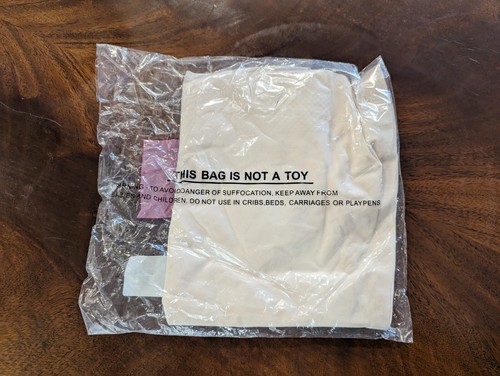 THIS BAG IS NOT A TOY
TO AVOID DANGER OF SUFFOCATION, KEEP AWAY FROM
AND CHILDREN. DO NOT USE IN CRIBS, BEDS, CARRIAGES OR PLAYPENS